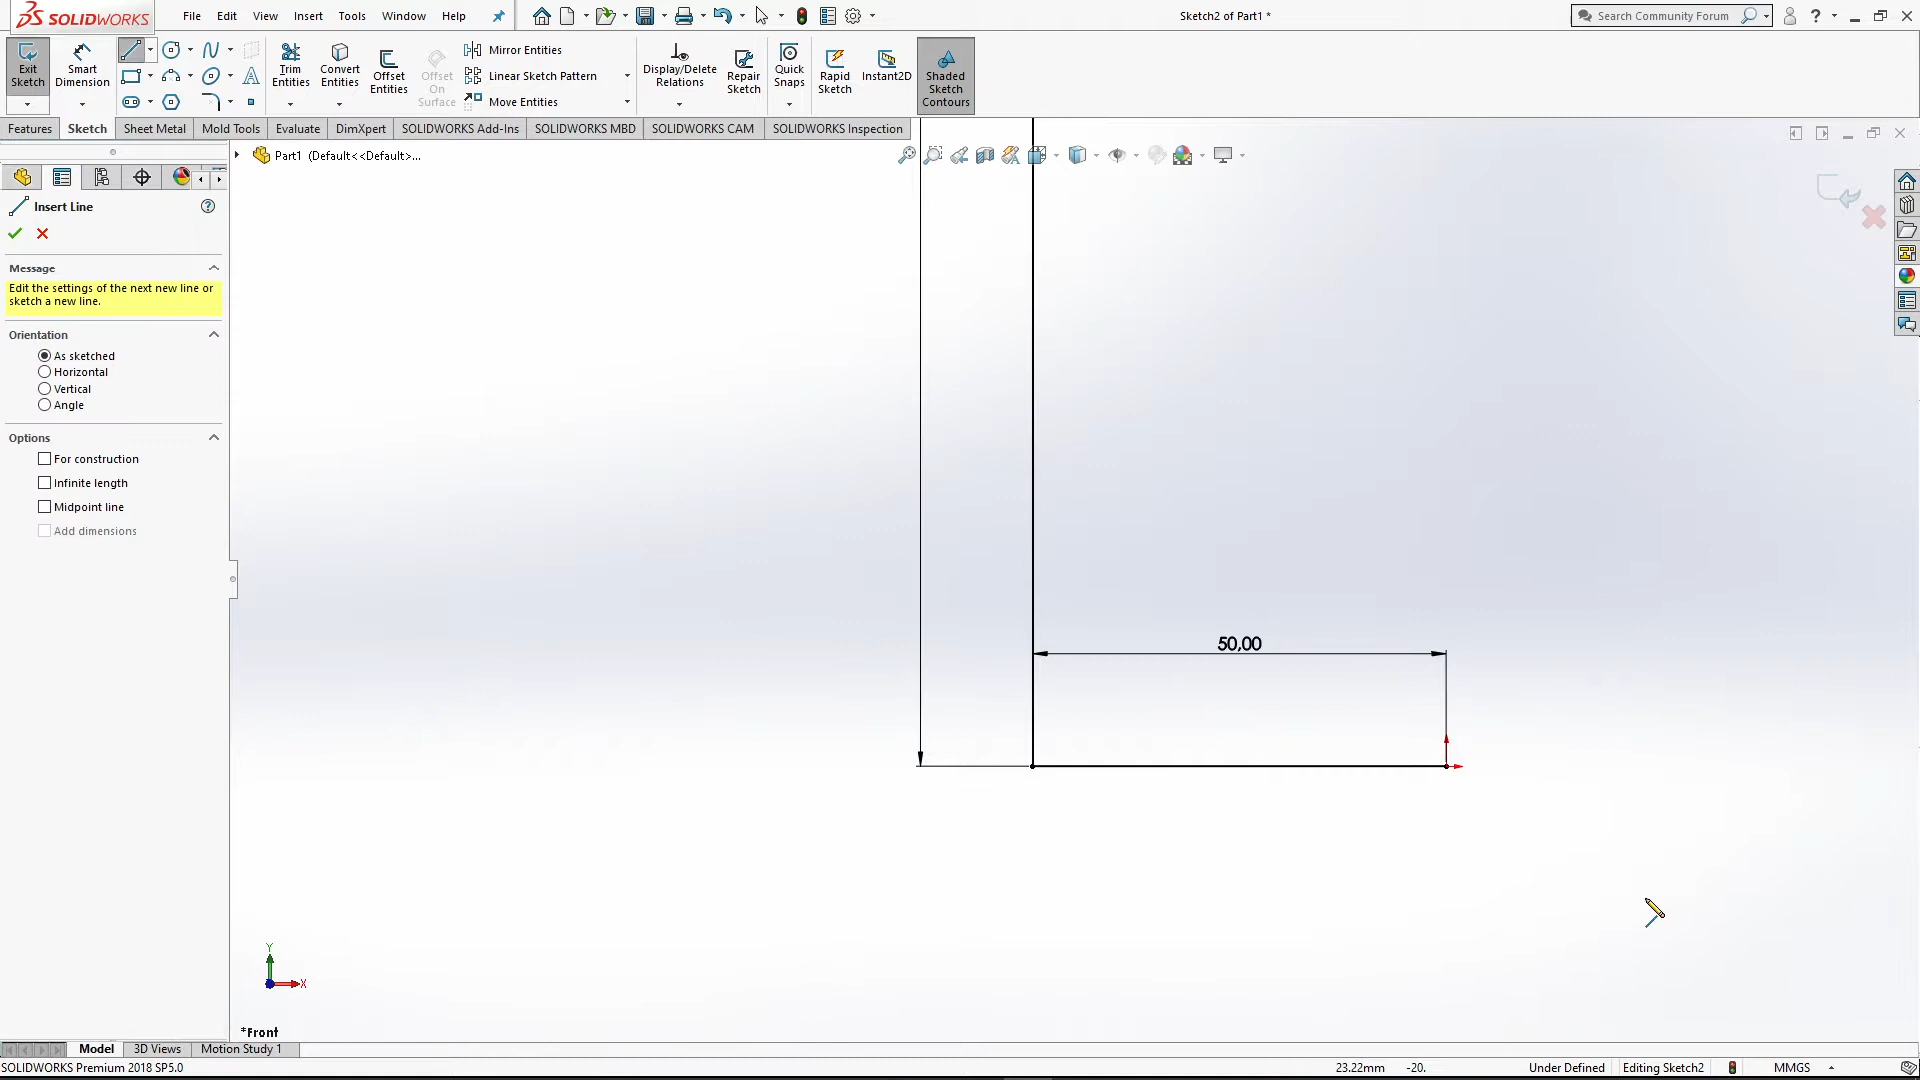 SOLIDWORKS
File Edit View Insert Tools Window Help
Sketch2 of Part1 *
Search Community Forum
Exit Sketch
Smart Dimension
Trim Entities
Convert Entities
Offset Entities
Offset On Surface
Mirror Entities
Linear Sketch Pattern
Move Entities
Display/Delete Relations
Repair Sketch
Quick Snaps
Rapid Sketch
Instant2D
Shaded Sketch Contours
Features Sketch Sheet Metal Mold Tools Evaluate DimXpert SOLIDWORKS Add-Ins SOLIDWORKS MBD SOLIDWORKS CAM SOLIDWORKS Inspection
Part1 (Default<<Default>...
Insert Line
Message
Edit the settings of the next new line or
sketch a new line.
Orientation
As sketched
Horizontal
Vertical
Angle
Options
For construction
Infinite length
Midpoint line
Add dimensions
50,00
Y
X
*Front
Model 3D Views Motion Study 1
SOLIDWORKS Premium 2018 SP5.0
23.22mm -20. Under Defined Editing Sketch2 MMGS